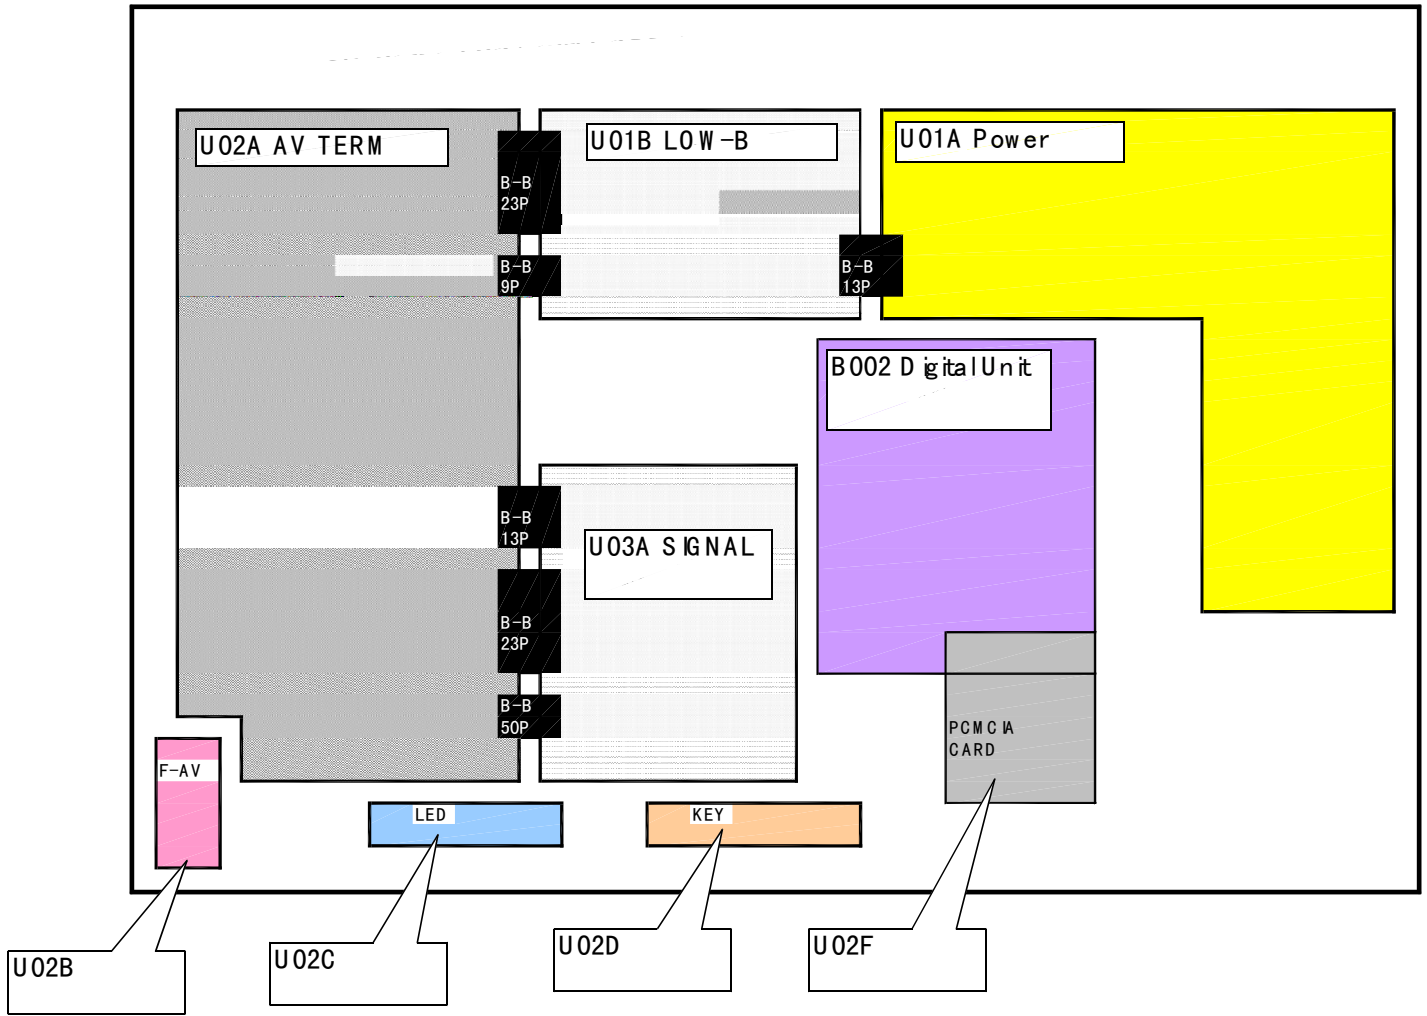 U02A AV TERM
U01B LOW-B
U01A Power
B-B
23P
B-B
9P
B-B
13P
B002 Digital Unit
B-B
13P
U03A SIGNAL
B-B
23P
B-B
50P
PCMCIA
CARD
F-AV
LED
KEY
U02B
U02C
U02D
U02F